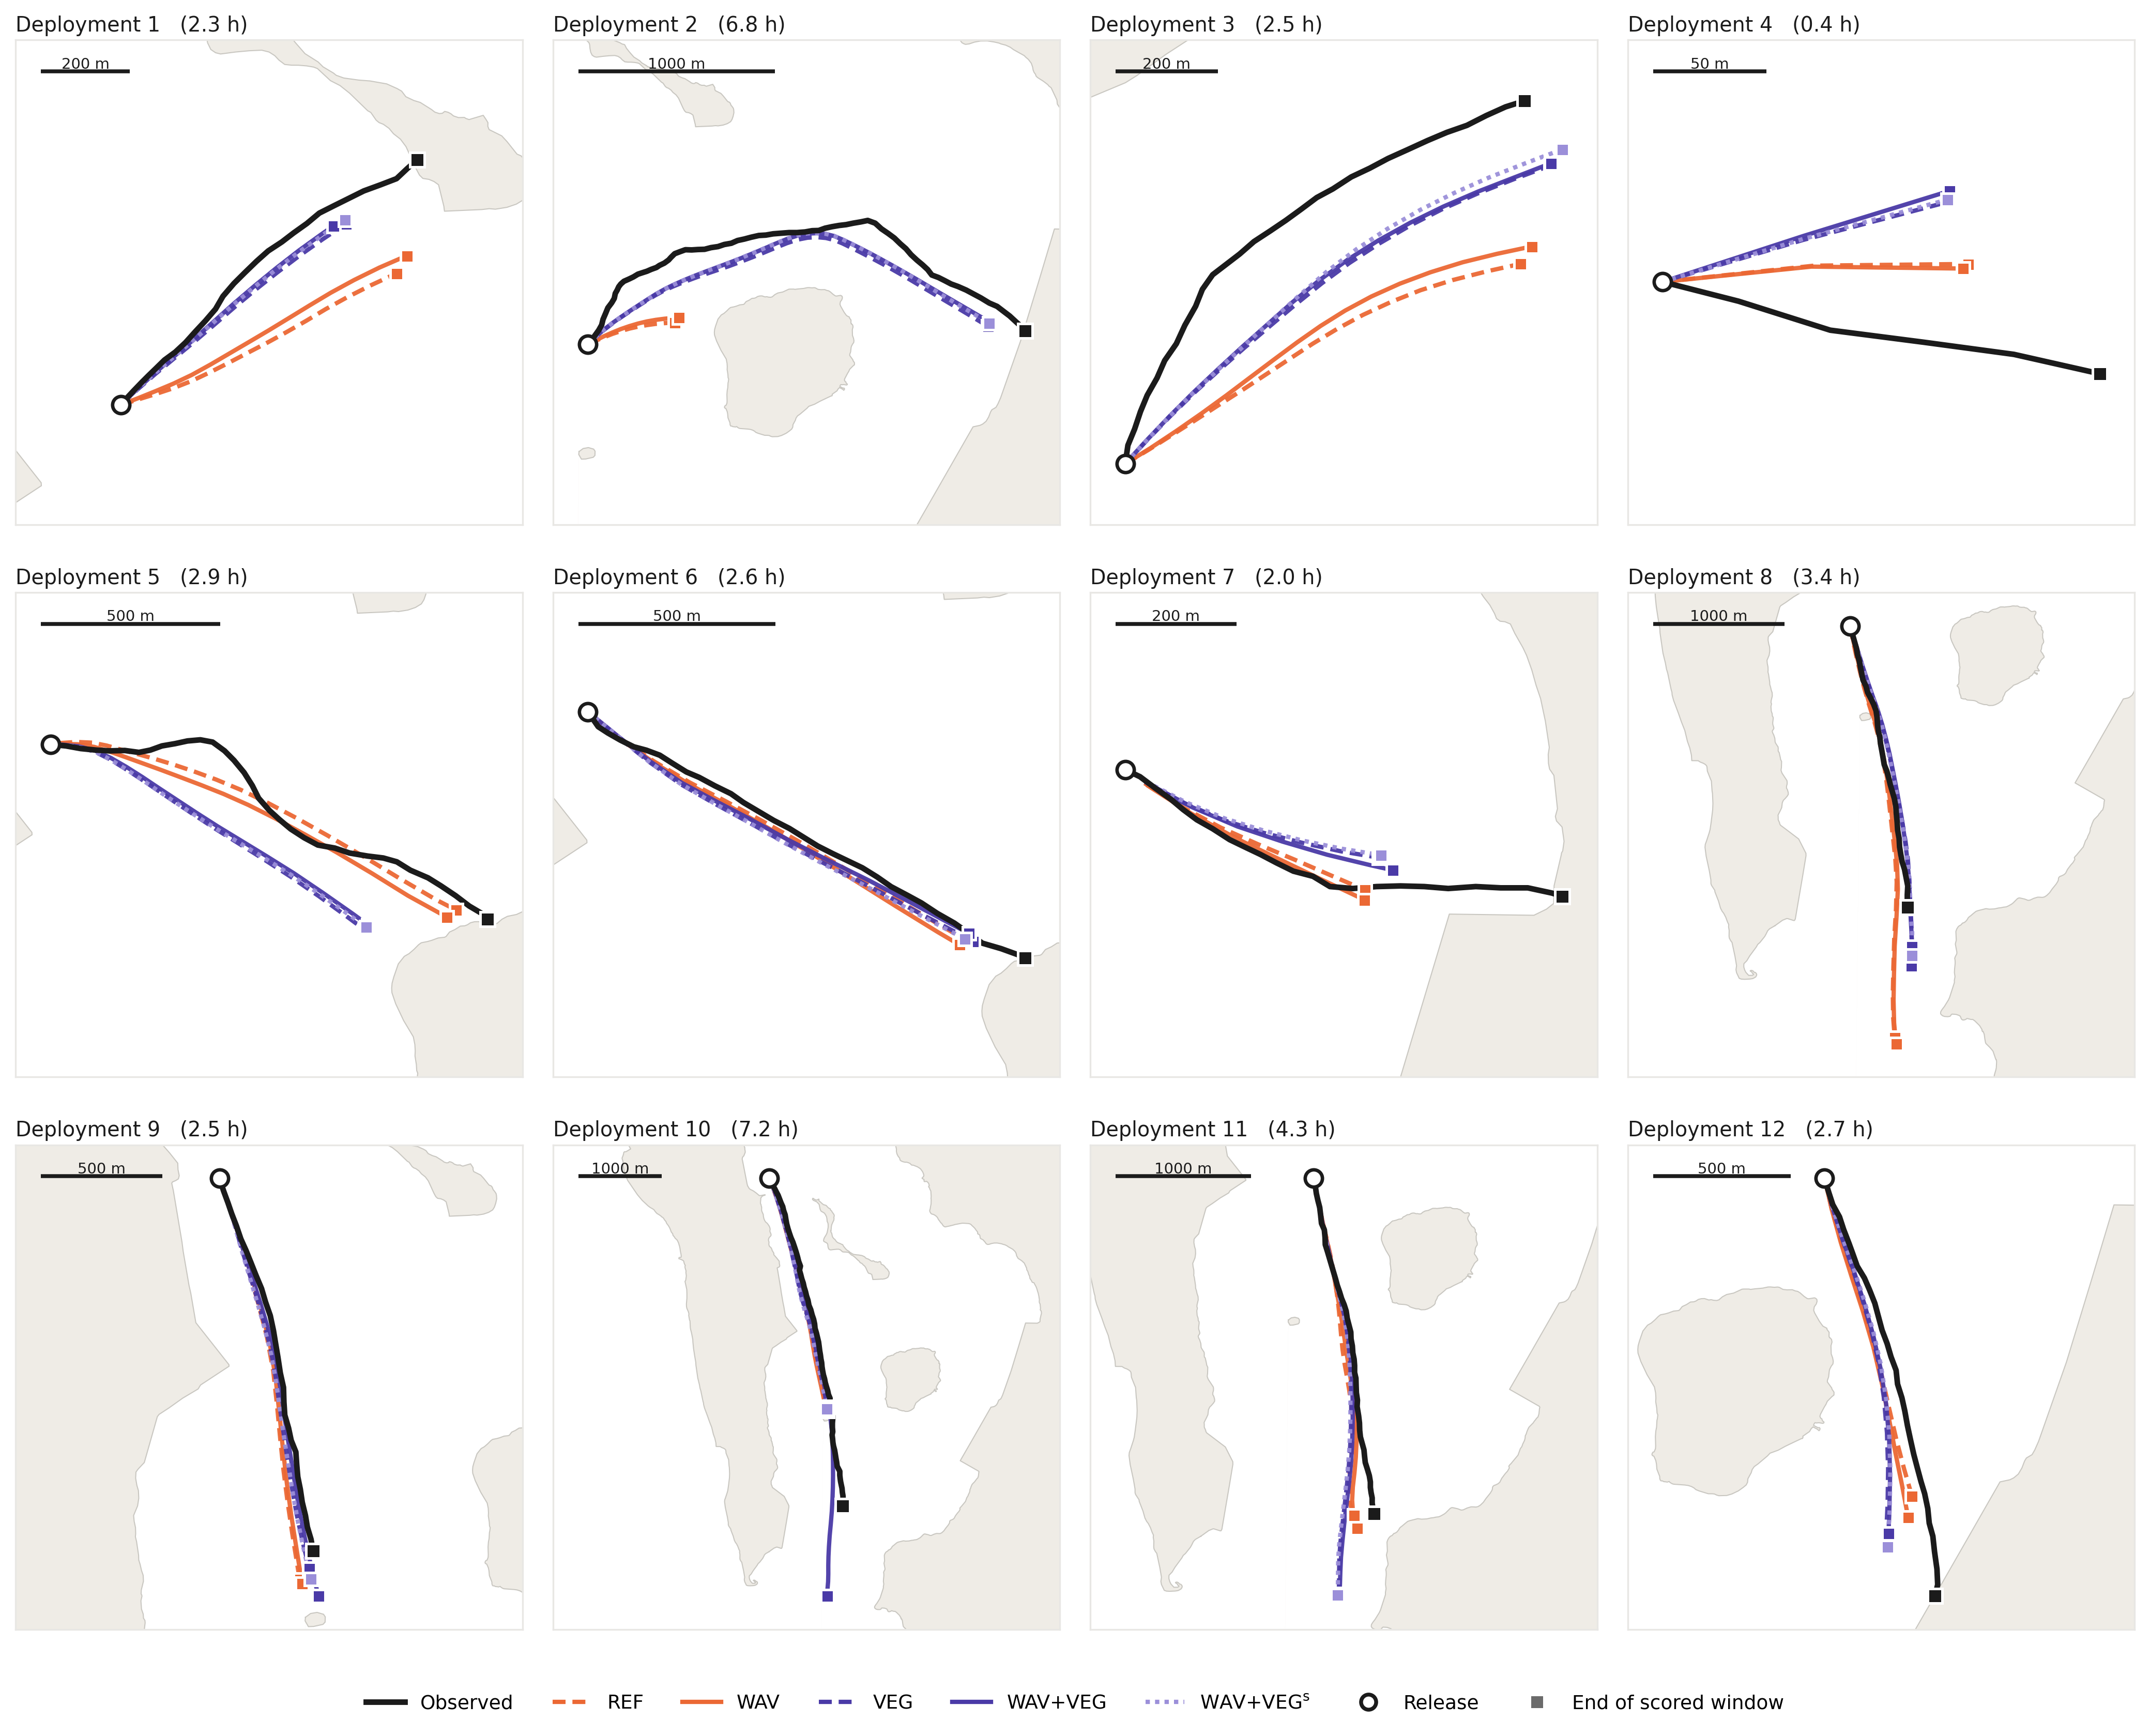 Deployment 1 (2.3 h)
200 m
Deployment 2 (6.8 h)
1000 m
Deployment 3 (2.5 h)
200 m
Deployment 4 (0.4 h)
50 m
Deployment 5 (2.9 h)
500 m
Deployment 6 (2.6 h)
500 m
Deployment 7 (2.0 h)
200 m
Deployment 8 (3.4 h)
1000 m
Deployment 9 (2.5 h)
500 m
Deployment 10 (7.2 h)
1000 m
Deployment 11 (4.3 h)
1000 m
Deployment 12 (2.7 h)
500 m
Observed REF WAV VEG WAV+VEG WAV+VEGˢ Release End of scored window